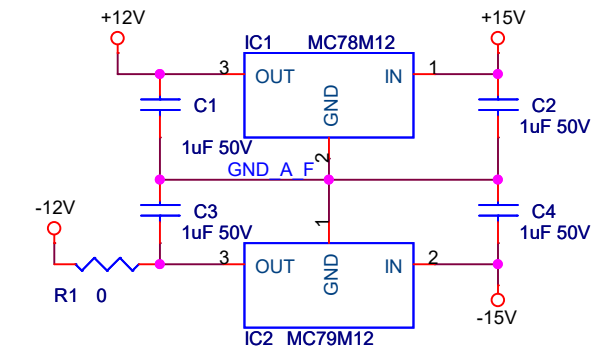 +12V
+15V
IC1 MC78M12
3 OUT IN 1
GND
C1
C2
1uF 50V
1uF 50V
2
GND_A_F
-12V
C3
C4
1uF 50V
1uF 50V
1
3 OUT IN 2
GND
R1 0
-15V
IC2 MC79M12